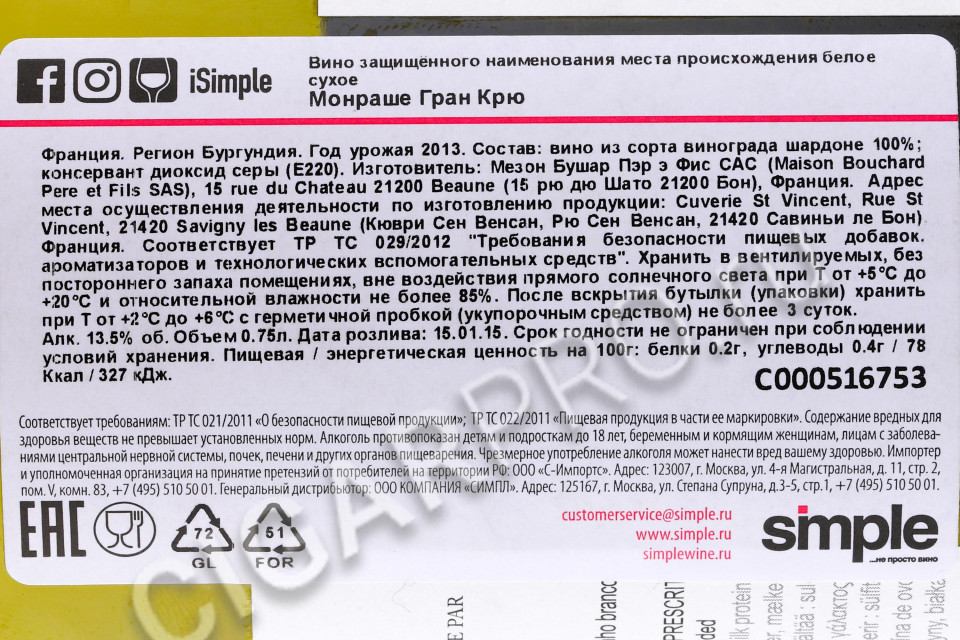 iSimple
Вино защищённого наименования места происхождения белое
сухое
Монраше Гран Крю
Франция. Регион Бургундия. Год урожая 2013. Состав: вино из сорта винограда шардоне 100%;
консервант диоксид серы (Е220). Изготовитель: Мезон Бушар Пэр э Фис САС (Maison Bouchard
Pere et Fils SAS), 15 rue du Chateau 21200 Beaune (15 рю дю Шато 21200 Бон), Франция. Адрес
места осуществления деятельности по изготовлению продукции: Cuverie St Vincent, Rue St
Vincent, 21420 Savigny les Beaune (Кюври Сен Венсан, Рю Сен Венсан, 21420 Савиньи ле Бон)
Франция. Соответствует ТР ТС 029/2012 "Требования безопасности пищевых добавок.
ароматизаторов и технологических вспомогательных средств". Хранить в вентилируемых, без
постороннего запаха помещениях, вне воздействия прямого солнечного света при Т от +5°С до
+20°С и относительной влажности не более 85%. После вскрытия бутылки (упаковки) хранить
при Т от +2°С до +6°С с герметичной пробкой (укупорочным средством) не более 3 суток.
Алк. 13.5% об. Объем 0.75л. Дата розлива: 15.01.15. Срок годности не ограничен при соблюдении
условий хранения. Пищевая / энергетическая ценность на 100г: белки 0.2г, углеводы 0.4г / 78
Ккал / 327 кДж.
C000516753
Соответствует требованиям: ТР ТС 021/2011 «О безопасности пищевой продукции»; ТР ТС 022/2011 «Пищевая продукция в части ее маркировки». Содержание вредных для
здоровья веществ не превышает установленных норм. Алкоголь противопоказан детям и подросткам до 18 лет, беременным и кормящим женщинам, лицам с заболева-
ниями центральной нервной системы, почек, печени и других органов пищеварения. Чрезмерное употребление алкоголя может нанести вред вашему здоровью. Импортер
и уполномоченная организация на принятие претензий от потребителей на территории РФ: ООО «С-Импортс». Адрес: 123007, г. Москва, ул. 4-я Магистральная, д. 11, стр. 2,
пом. V, комн. 83, +7 (495) 510 50 01. Генеральный дистрибьютор: ООО КОМПАНИЯ «СИМПЛ». Адрес: 125167, г. Москва, ул. Степана Супруна, д.3-5, стр.1, +7 (495) 510 50 01.
EAC
72
GL
51
FOR
customerservice@simple.ru
www.simple.ru
simplewine.ru
simple
...не просто вино
CIGAR-PRO.RU
E PAR
ho branco
PRESCRIT
ded
lk protein
er, mælke
γάλακτος